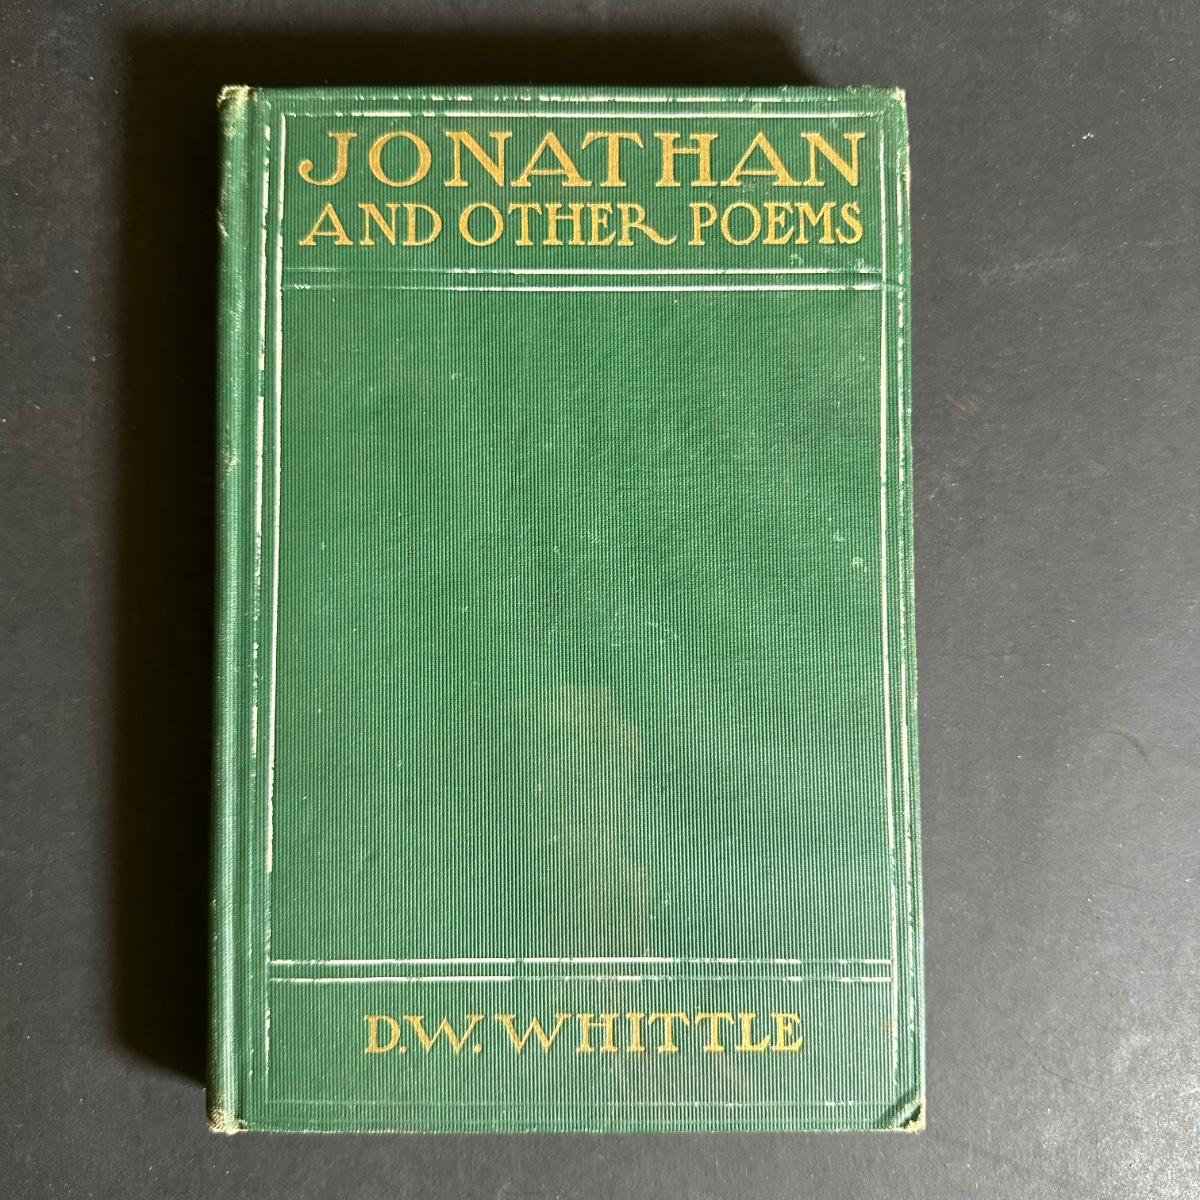 JONATHAN
AND OTHER POEMS
D.W. WHITTLE